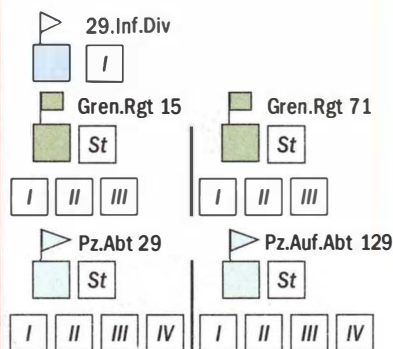 29.Inf.Div
I
Gren.Rgt 15 Gren.Rgt 71
St St
I II III I II III
Pz.Abt 29 Pz.Auf.Abt 129
St St
I II III IV I II III IV